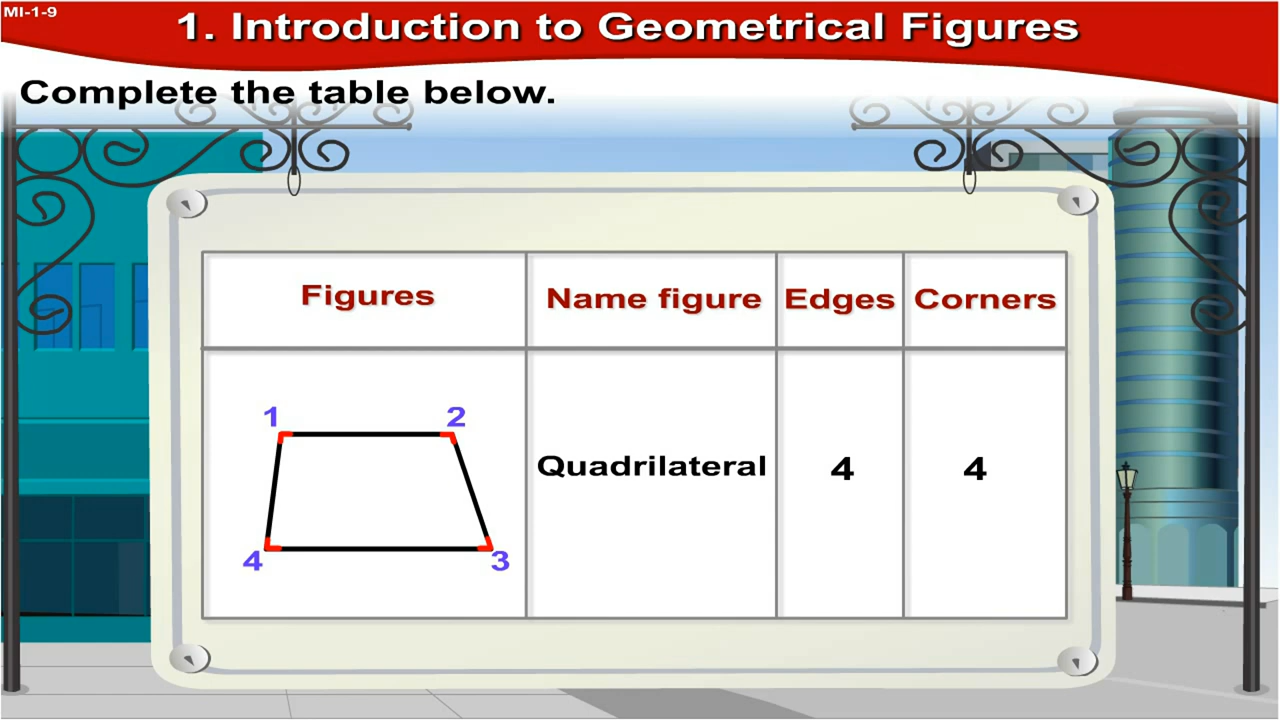 MI-1-9
1. Introduction to Geometrical Figures
Complete the table below.
Figures Name figure Edges Corners
1 2
Quadrilateral 4 4
4 3